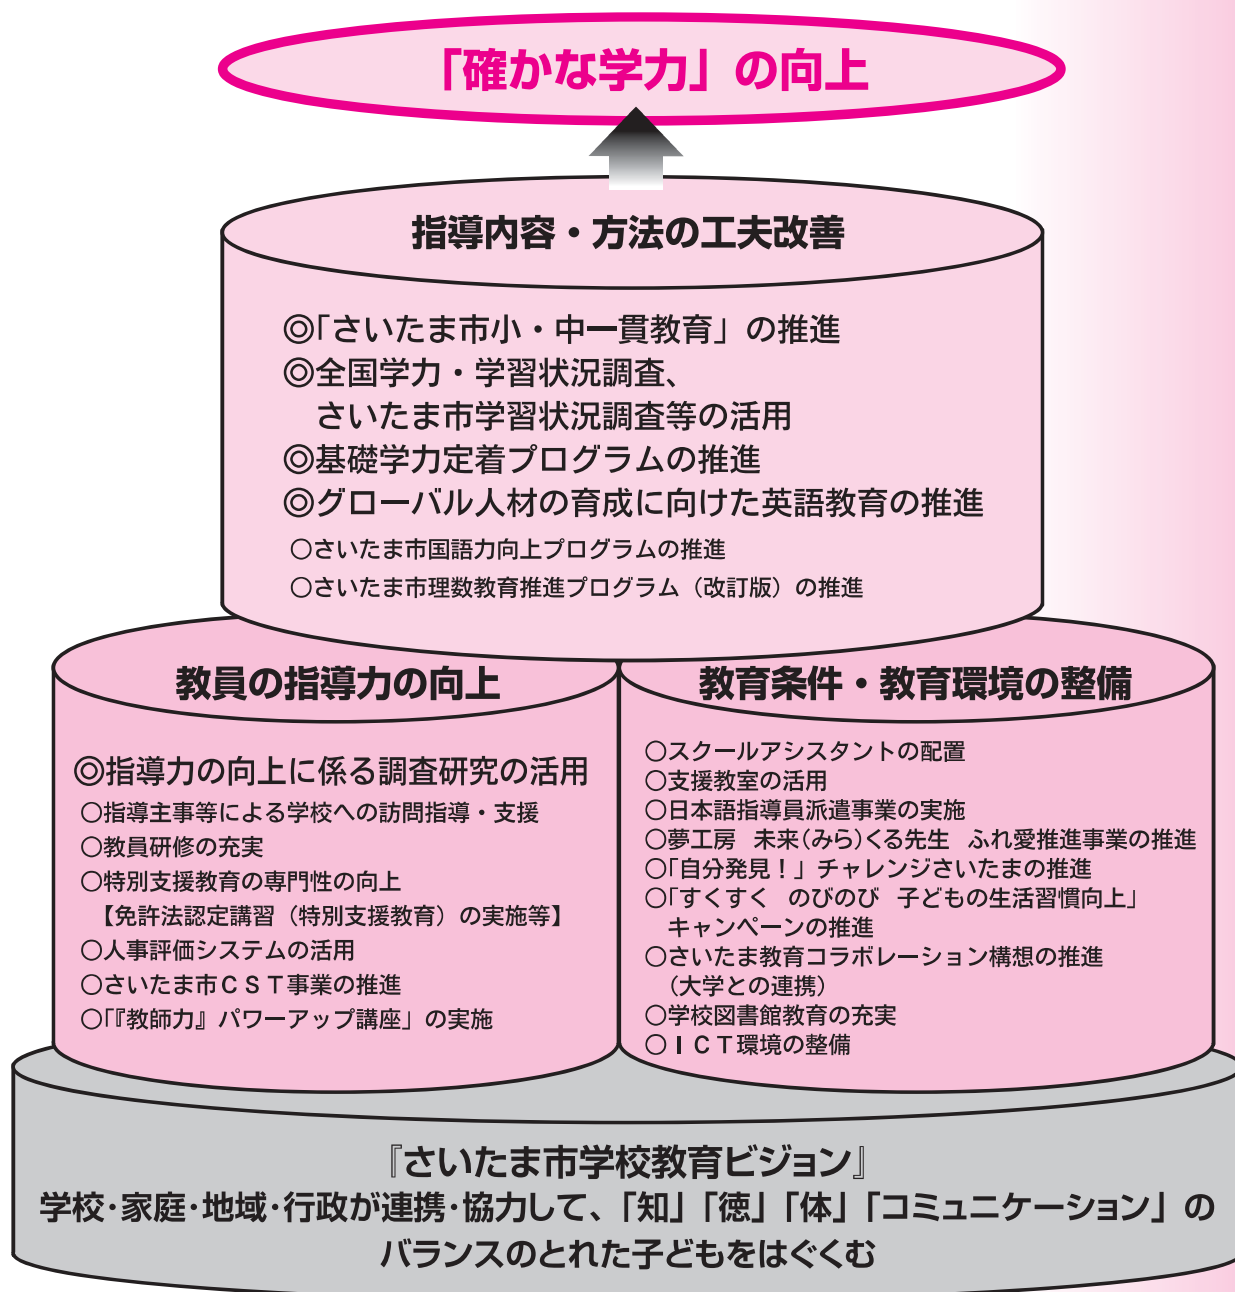 「確かな学力」の向上
指導内容・方法の工夫改善
◎「さいたま市小・中一貫教育」の推進
◎全国学力・学習状況調査、
さいたま市学習状況調査等の活用
◎基礎学力定着プログラムの推進
◎グローバル人材の育成に向けた英語教育の推進
○さいたま市国語力向上プログラムの推進
○さいたま市理数教育推進プログラム（改訂版）の推進
教員の指導力の向上
◎指導力の向上に係る調査研究の活用
○指導主事等による学校への訪問指導・支援
○教員研修の充実
○特別支援教育の専門性の向上
【免許法認定講習（特別支援教育）の実施等】
○人事評価システムの活用
○さいたま市ＣＳＴ事業の推進
○「『教師力』パワーアップ講座」の実施
教育条件・教育環境の整備
○スクールアシスタントの配置
○支援教室の活用
○日本語指導員派遣事業の実施
○夢工房　未来（みら）くる先生　ふれ愛推進事業の推進
○「自分発見！」チャレンジさいたまの推進
○「すくすく　のびのび　子どもの生活習慣向上」
キャンペーンの推進
○さいたま教育コラボレーション構想の推進
（大学との連携）
○学校図書館教育の充実
○ＩＣＴ環境の整備
『さいたま市学校教育ビジョン』
学校・家庭・地域・行政が連携・協力して、「知」「徳」「体」「コミュニケーション」の
バランスのとれた子どもをはぐくむ